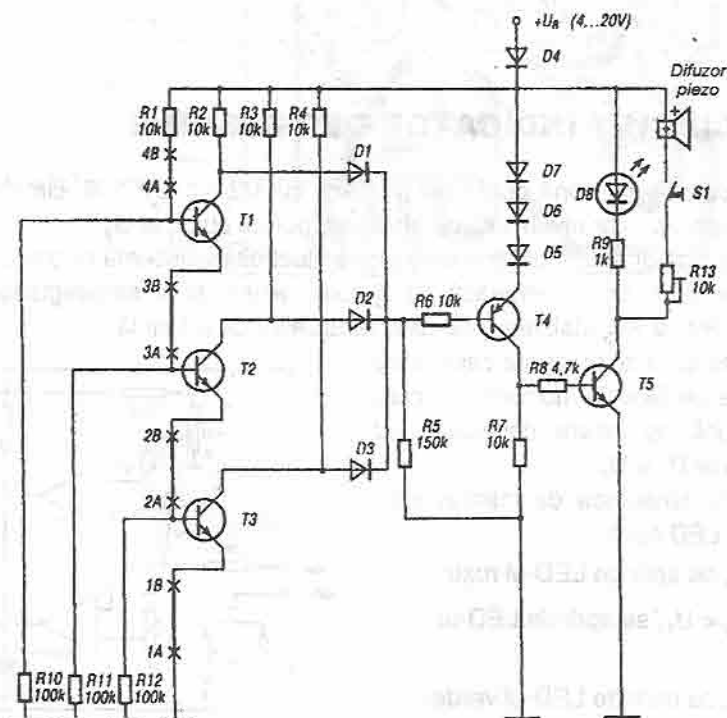 +UB (4...20V)
D4
Difuzor
piezo
+
R1
10k
R2
10k
R3
10k
R4
10k
4B
4A
D1
T1
D7
D6
D5
D8
S1
R9
1k
R13
10k
3B
3A
D2
R6 10k
T4
T2
R8 4,7k
T5
2B
2A
R5
150k
R7
10k
D3
T3
1B
1A
R10
100k
R11
100k
R12
100k